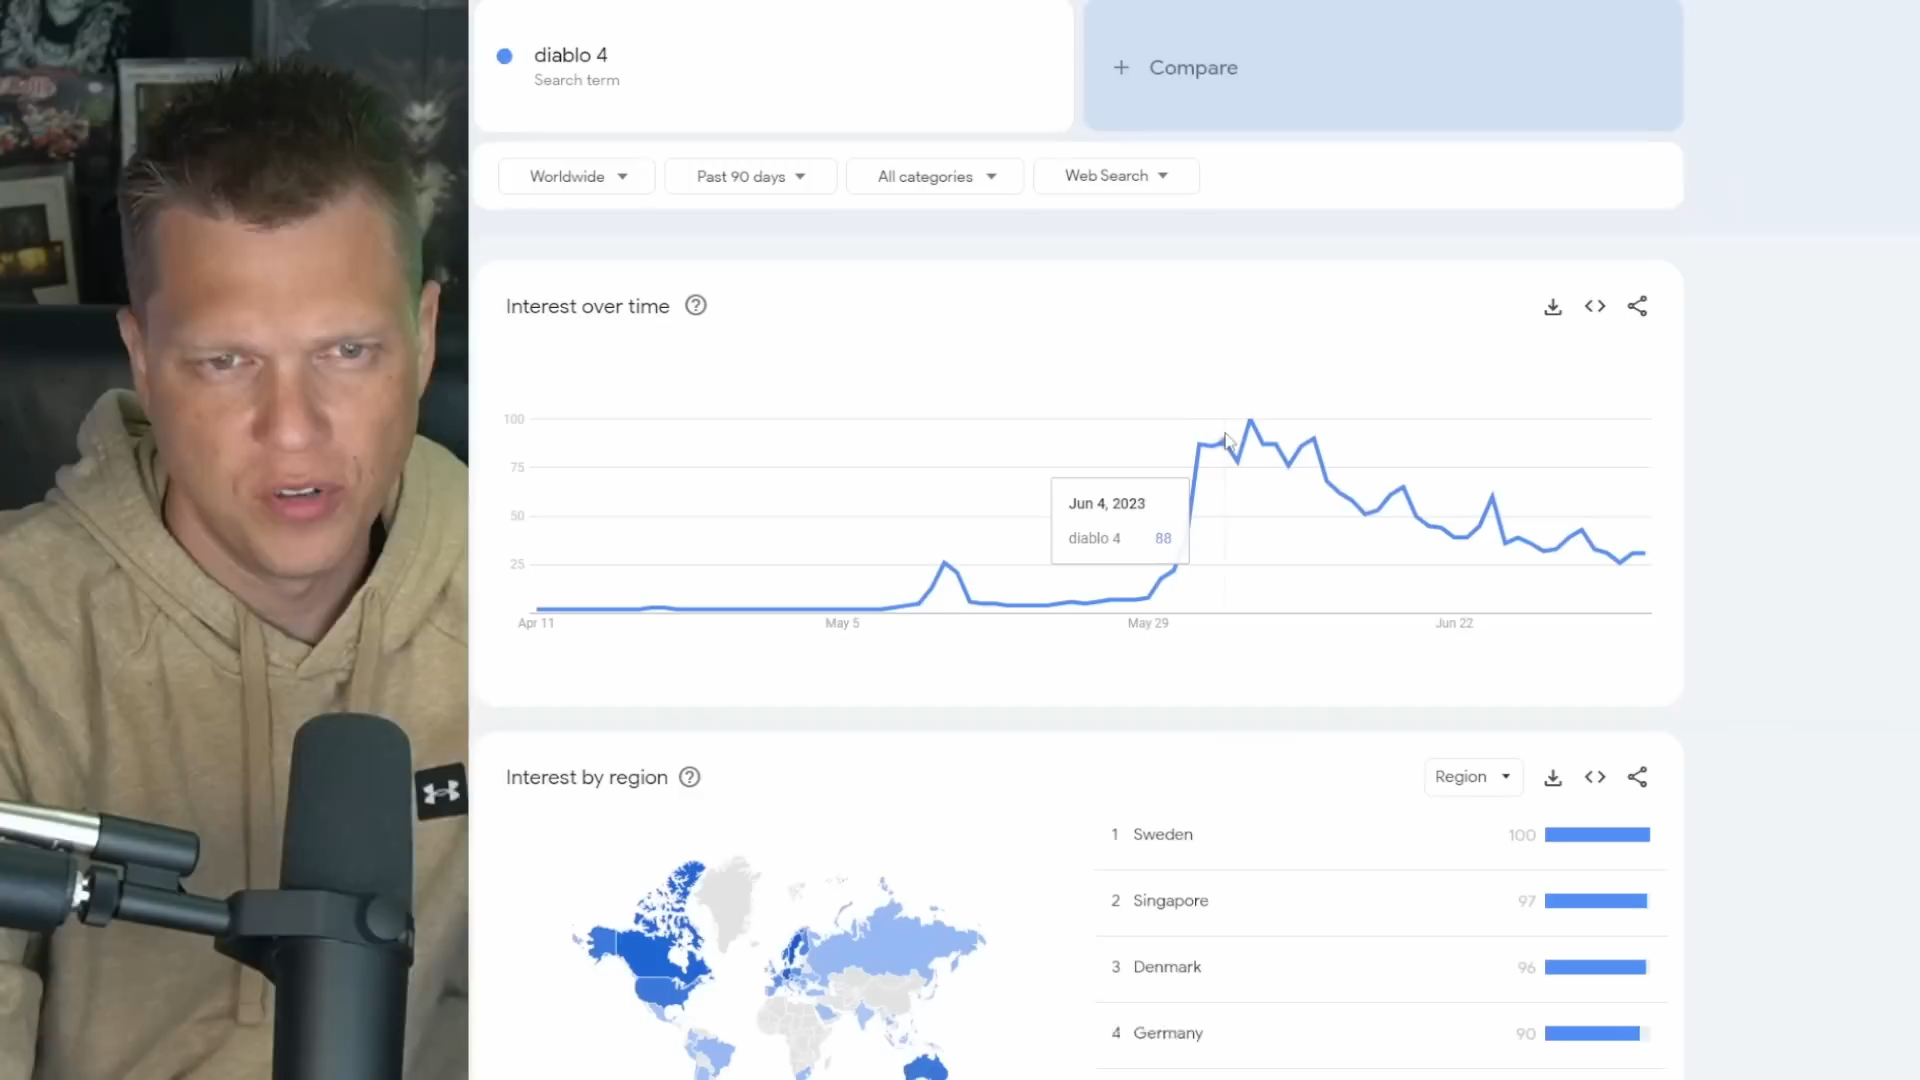 diablo 4
Search term
+ Compare
Worldwide
Past 90 days
All categories
Web Search
Interest over time
100
75
50
25
Jun 4, 2023
diablo 4 88
Apr 11
May 5
May 29
Jun 22
Interest by region
Region
1 Sweden 100
2 Singapore 97
3 Denmark 96
4 Germany 90